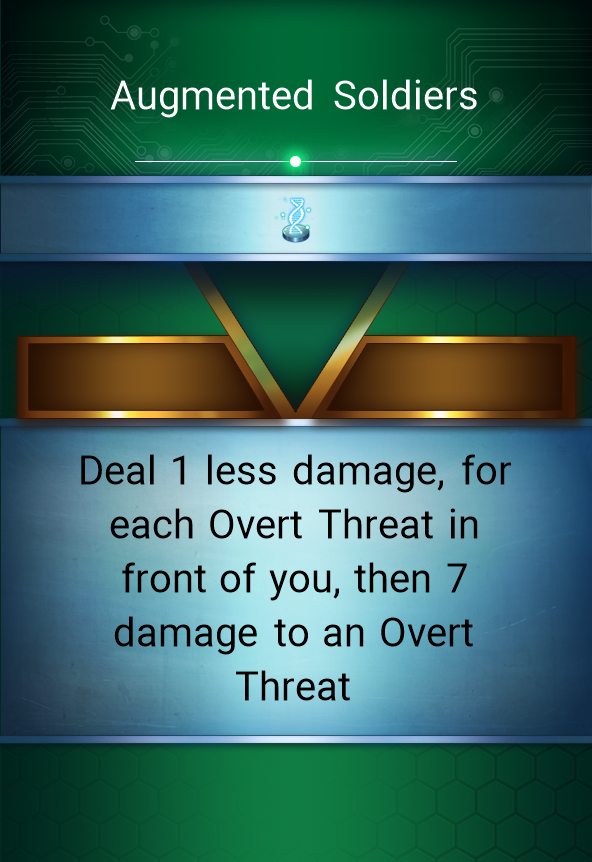 Augmented Soldiers
Deal 1 less damage, for
each Overt Threat in
front of you, then 7
damage to an Overt
Threat